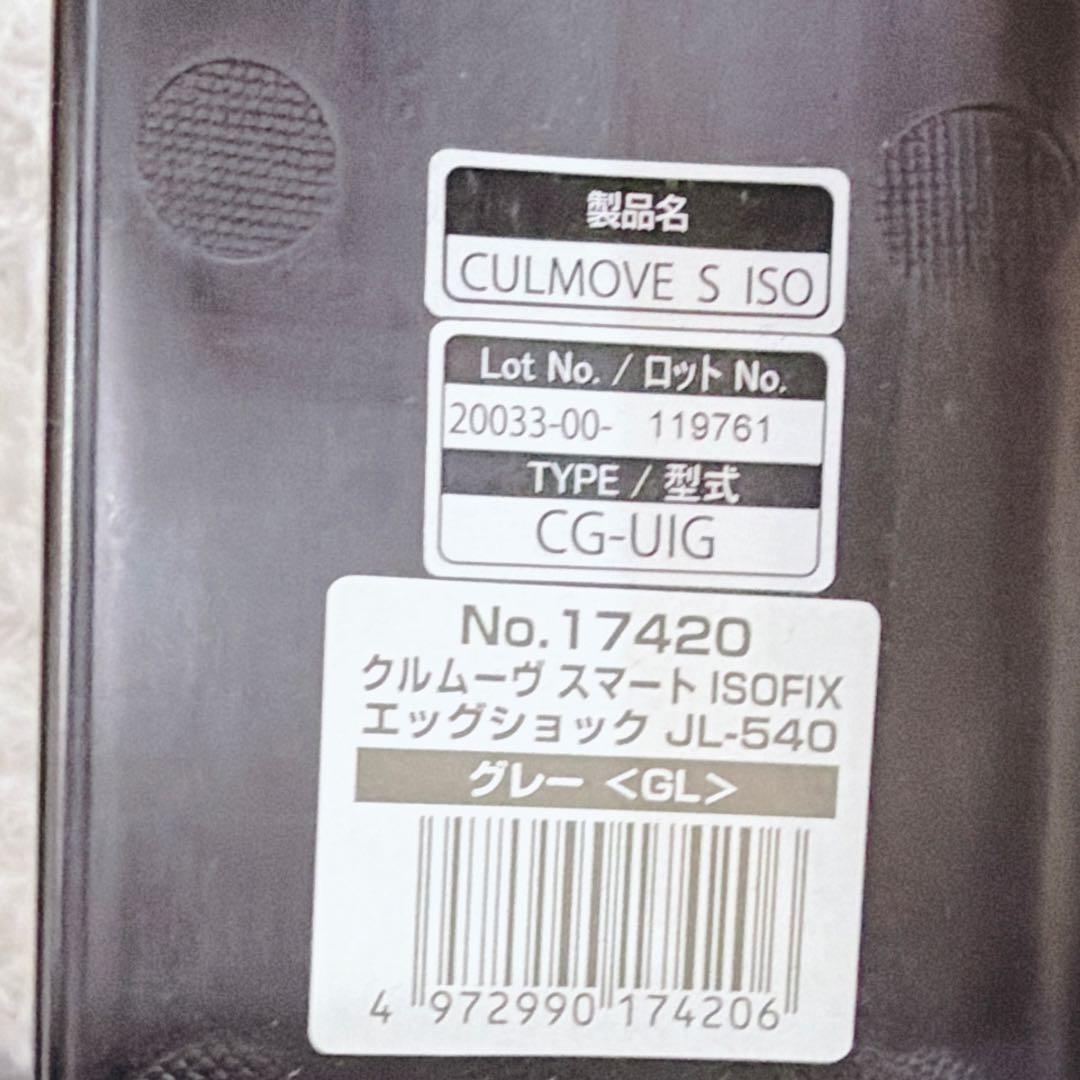 製品名
CULMOVE S ISO
Lot No. / ロット No.
20033-00- 119761
TYPE / 型式
CG-UIG
No.17420
クルムーヴ スマート ISOFIX
エッグショック JL-540
グレー <GL>
4 972990 174206